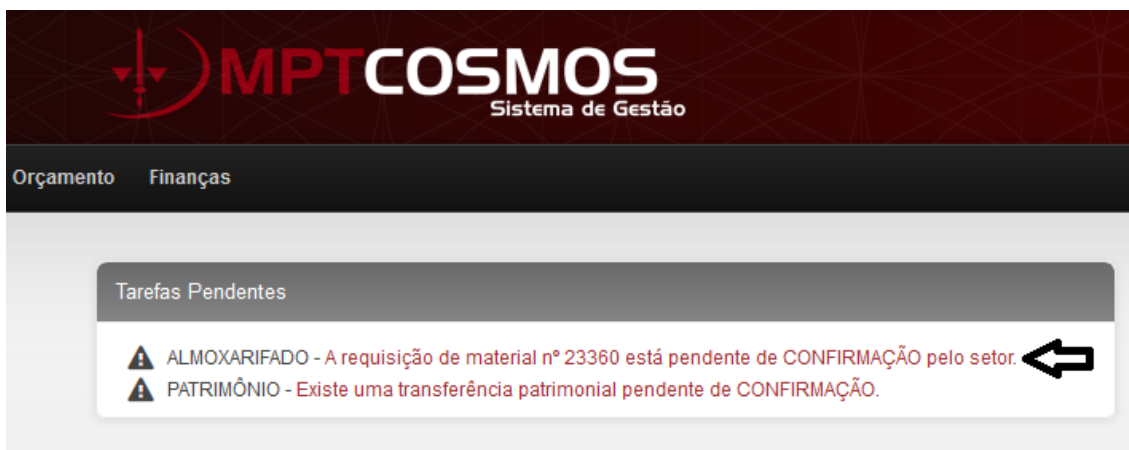 MPTCOSMOS
Sistema de Gestão
Orçamento Finanças
Tarefas Pendentes
ALMOXARIFADO - A requisição de material nº 23360 está pendente de CONFIRMAÇÃO pelo setor.
PATRIMÔNIO - Existe uma transferência patrimonial pendente de CONFIRMAÇÃO.